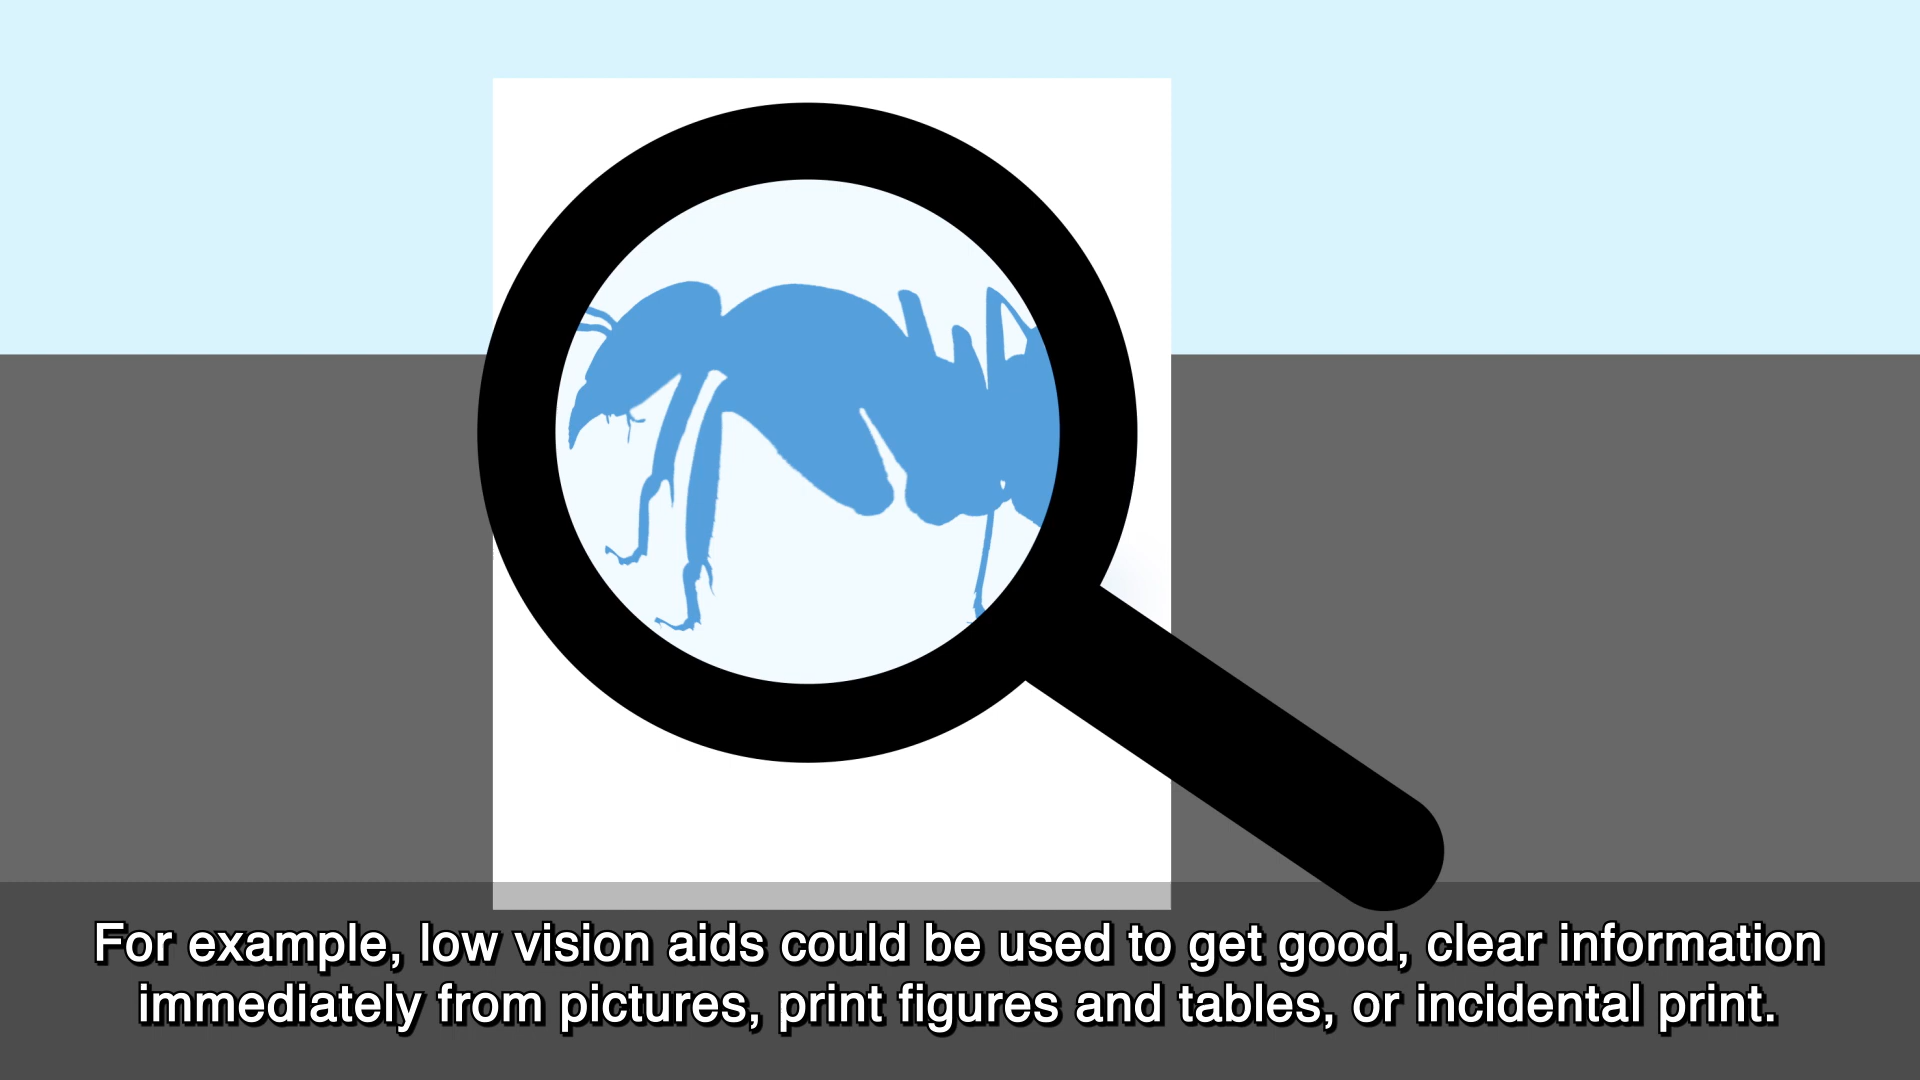 For example, low vision aids could be used to get good, clear information
immediately from pictures, print figures and tables, or incidental print.